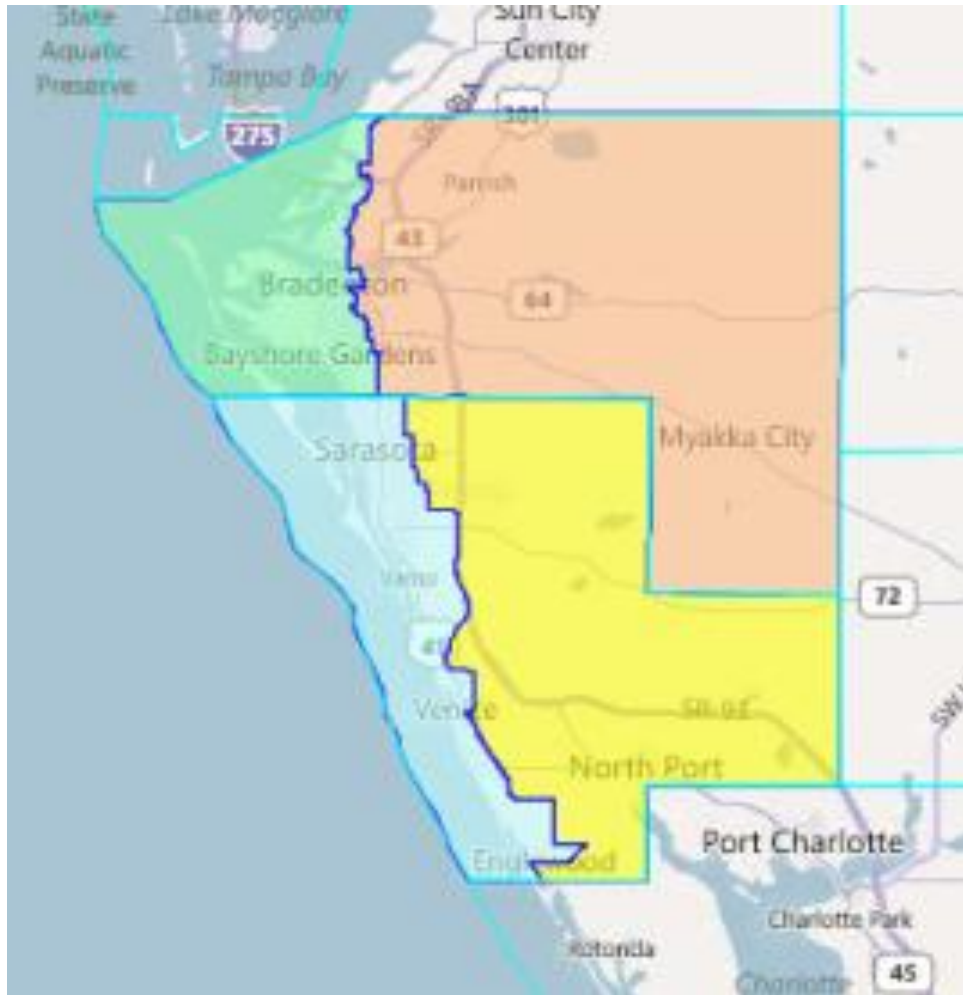 State
Aquatic
Preserve
Lake Maggiore
Sun City
Center
Tampa Bay
275
301
Parrish
43
Bradenton
64
Bayshore Gardens
Sarasota
Myakka City
Vamo
72
Venice
SR 93
North Port
Port Charlotte
Englewood
Charlotte Park
Rotonda
45
Charlotte